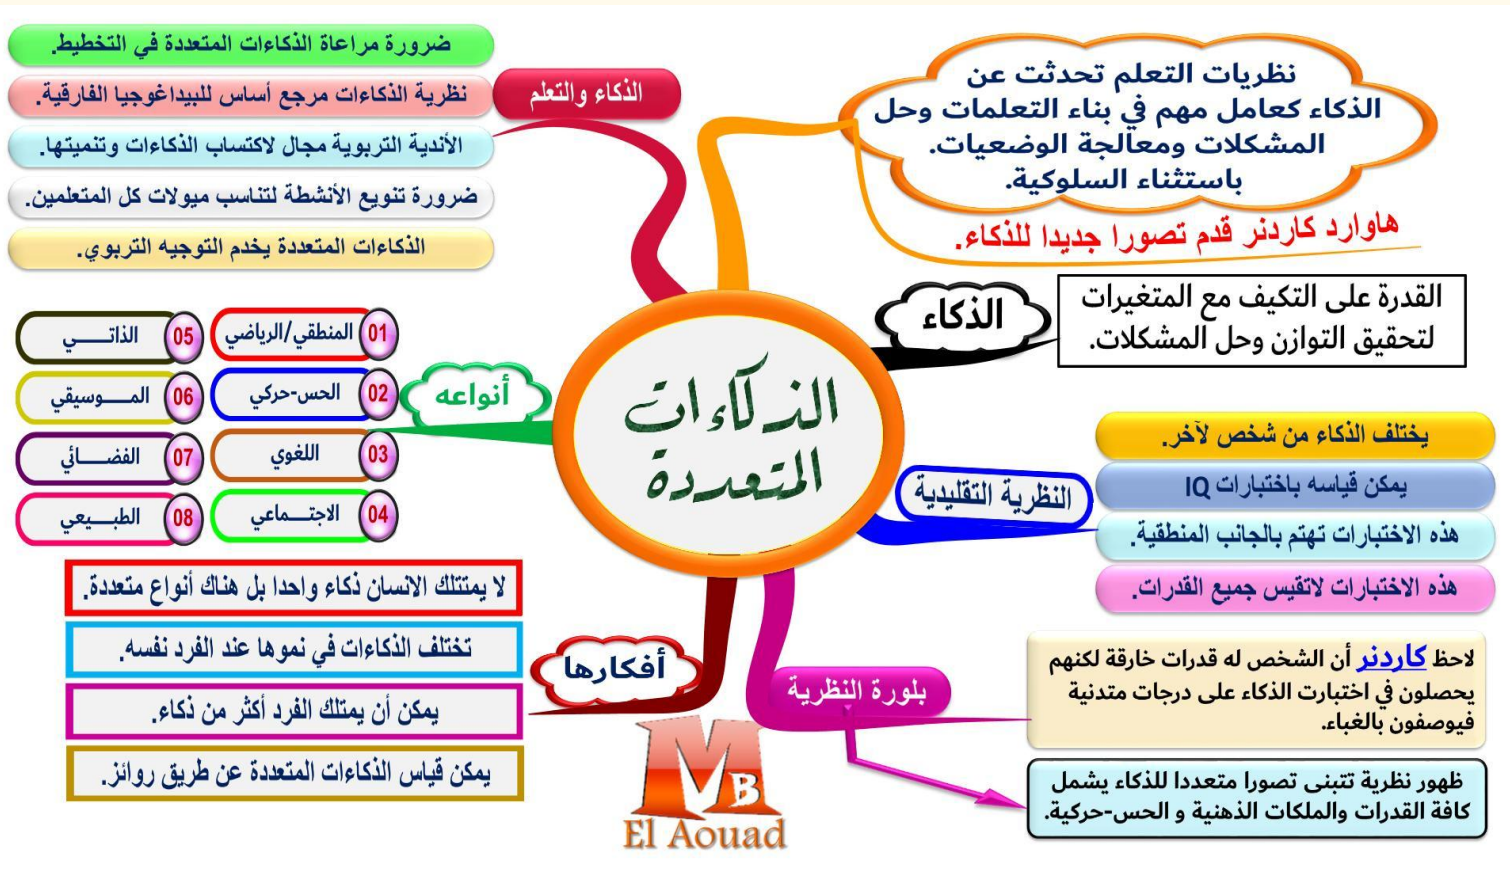 نظريات التعلم تحدثت عن
الذكاء كعامل مهم في بناء التعلمات وحل
المشكلات ومعالجة الوضعيات.
باستثناء السلوكية.
هاوارد كاردنر قدم تصورا جديدا للذكاء.
الذكاء
القدرة على التكيف مع المتغيرات
لتحقيق التوازن وحل المشكلات.
الذكاءات
المتعددة
النظرية التقليدية
يختلف الذكاء من شخص لآخر.
يمكن قياسه باختبارات IQ
هذه الاختبارات تهتم بالجانب المنطقية.
هذه الاختبارات لاتقيس جميع القدرات.
بلورة النظرية
لاحظ كاردنر أن الشخص له قدرات خارقة لكنهم
يحصلون في اختبارت الذكاء على درجات متدنية
فيوصفون بالغباء.
ظهور نظرية تتبنى تصورا متعددا للذكاء يشمل
كافة القدرات والملكات الذهنية و الحس-حركية.
الذكاء والتعلم
ضرورة مراعاة الذكاءات المتعددة في التخطيط.
نظرية الذكاءات مرجع أساس للبيداغوجيا الفارقية.
الأندية التربوية مجال لاكتساب الذكاءات وتنميتها.
ضرورة تنويع الأنشطة لتناسب ميولات كل المتعلمين.
الذكاءات المتعددة يخدم التوجيه التربوي.
أنواعه
01 المنطقي/الرياضي
02 الحس-حركي
03 اللغوي
04 الاجتـــماعي
05 الذاتـــــي
06 المــــوسيقي
07 الفضــــائي
08 الطبـــيعي
أفكارها
لا يمتتلك الانسان ذكاء واحدا بل هناك أنواع متعددة.
تختلف الذكاءات في نموها عند الفرد نفسه.
يمكن أن يمتلك الفرد أكثر من ذكاء.
يمكن قياس الذكاءات المتعددة عن طريق روائز.
MB
El Aouad